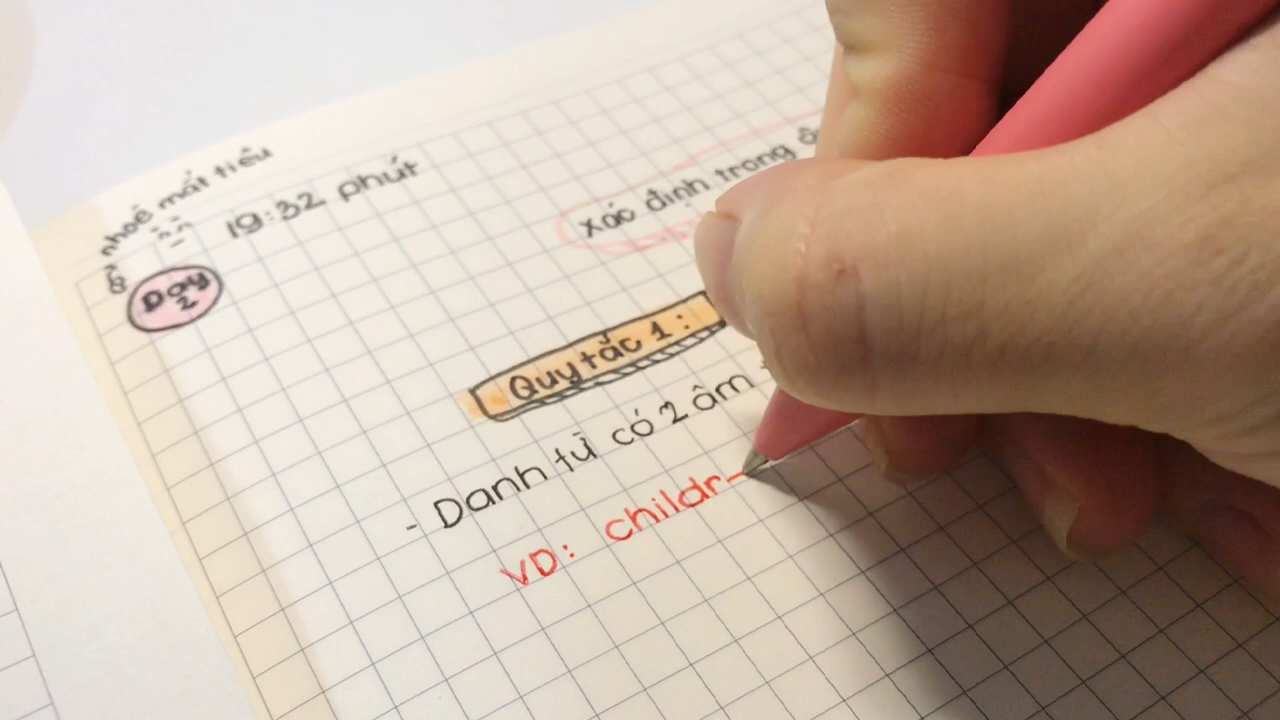 nhoè mất tiêu
19:32 phút
Day
2
xác định trong
Quy tắc 1:
- Danh từ có 2 âm
VD: childr